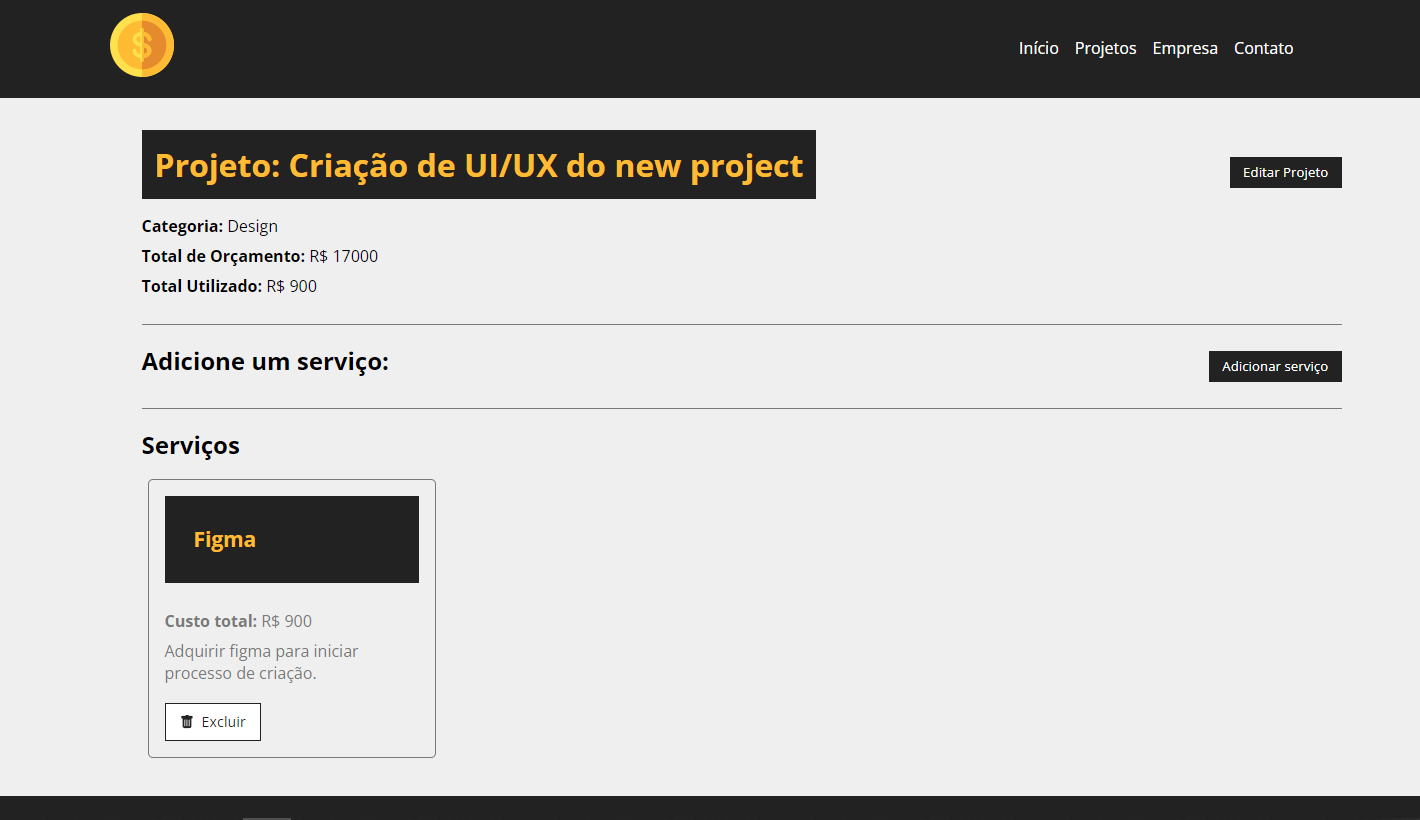 $
Início Projetos Empresa Contato
Projeto: Criação de UI/UX do new project
Editar Projeto
Categoria: Design
Total de Orçamento: R$ 17000
Total Utilizado: R$ 900
Adicione um serviço:
Adicionar serviço
Serviços
Figma
Custo total: R$ 900
Adquirir figma para iniciar
processo de criação.
Excluir